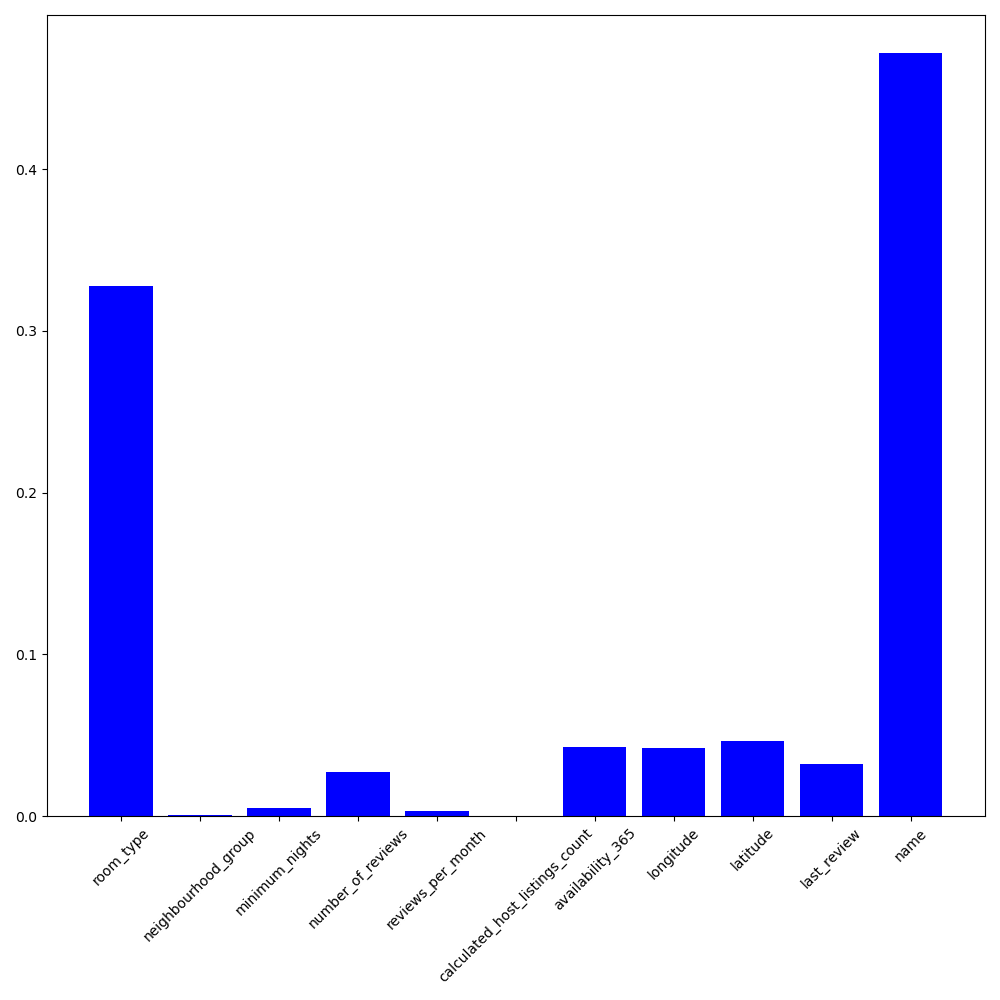 0.4
0.3
0.2
0.1
0.0
room_type
neighbourhood_group
minimum_nights
number_of_reviews
reviews_per_month
calculated_host_listings_count
availability_365
longitude
latitude
last_review
name